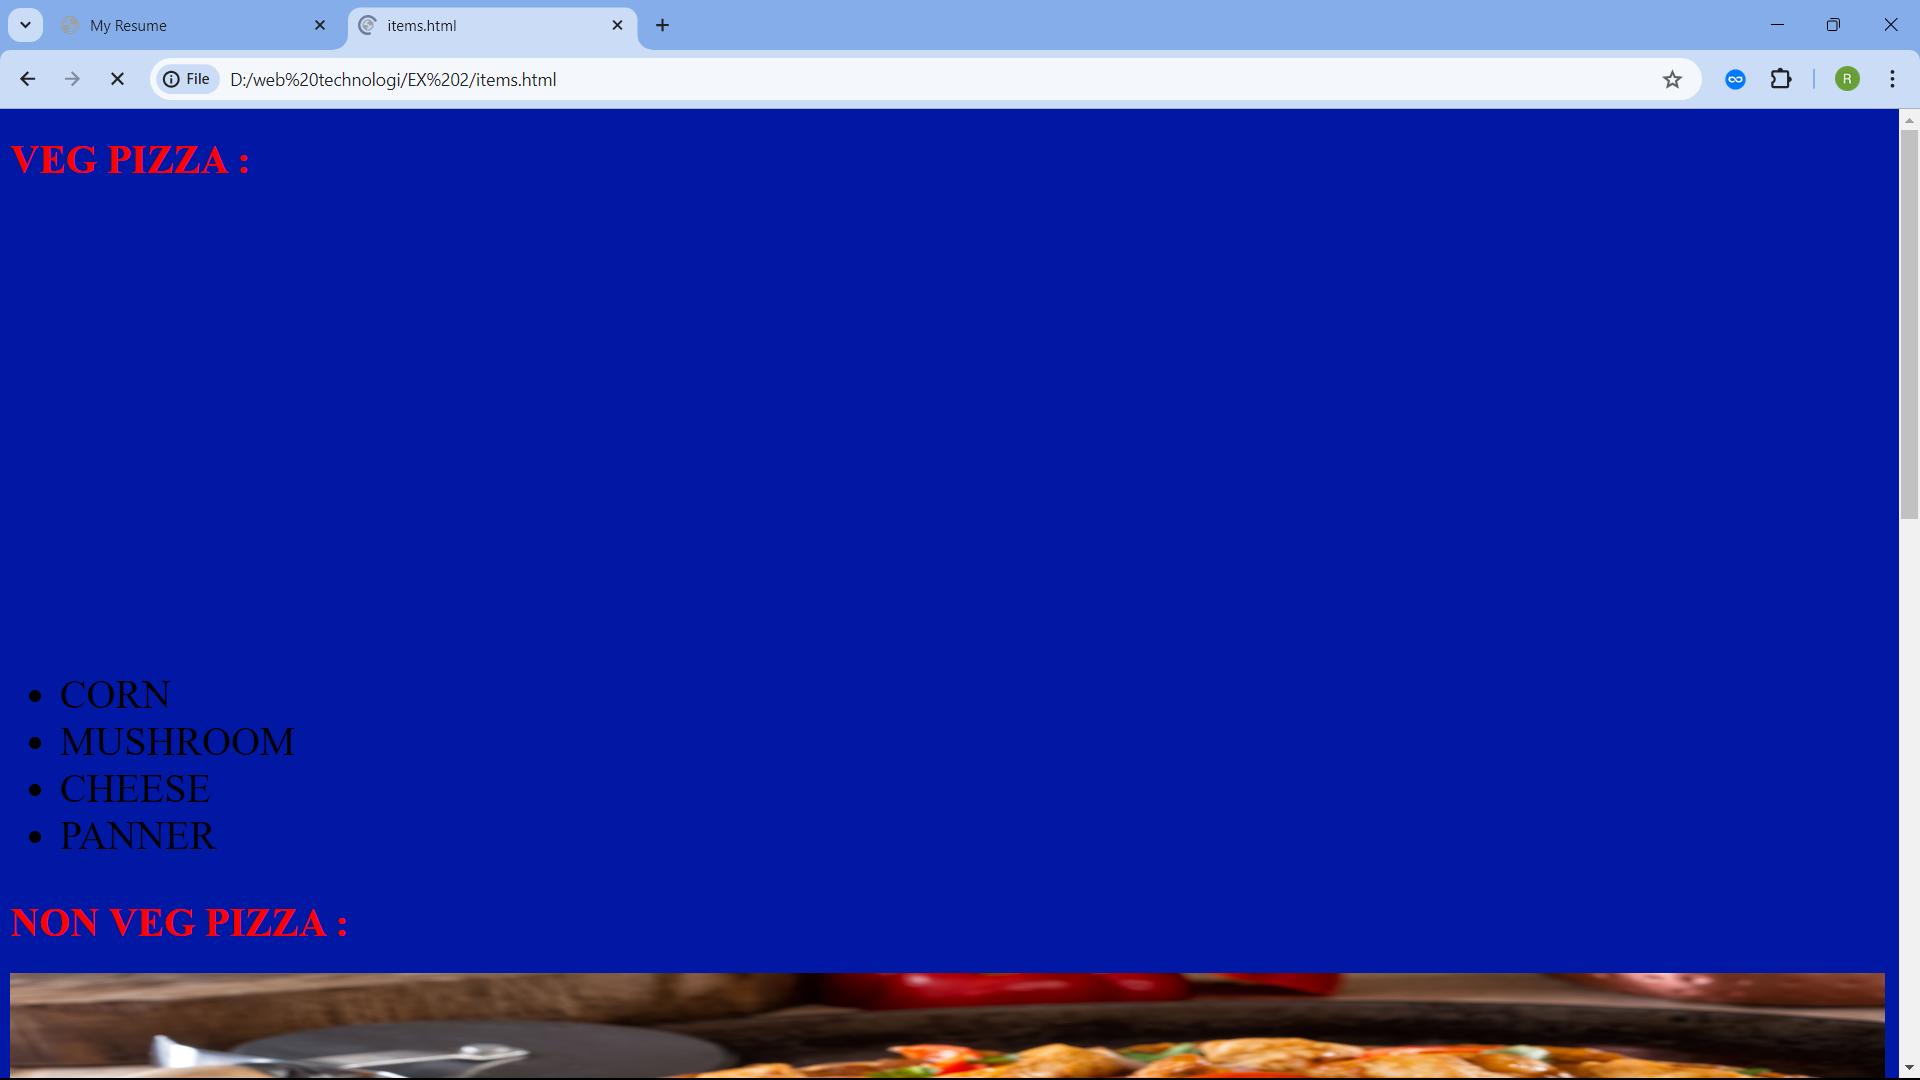 My Resume
items.html
File
D:/web%20technologi/EX%202/items.html
R
VEG PIZZA :
CORN
MUSHROOM
CHEESE
PANNER
NON VEG PIZZA :